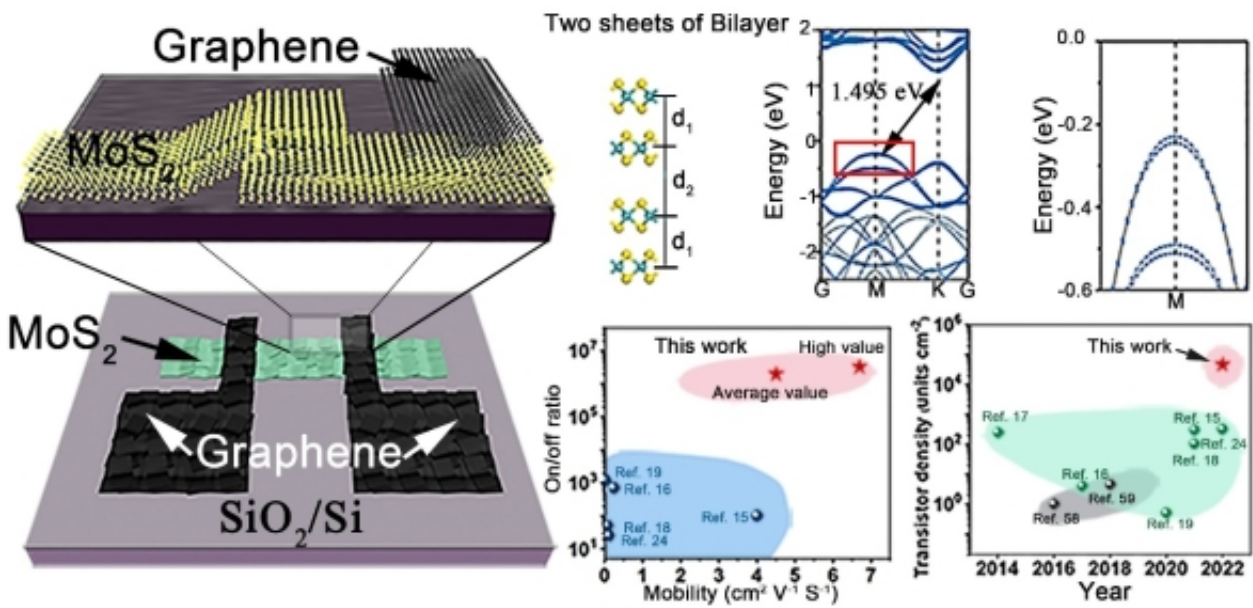 Graphene
MoS2
MoS2
Graphene
SiO2/Si
Two sheets of Bilayer
d1
d2
d1
Energy (eV)
2
1
0
-1
-2
1.495 eV
G
M
K
G
Energy (eV)
0.0
-0.2
-0.4
-0.6
M
On/off ratio
10^7
10^5
10^3
10^1
This work
High value
Average value
Ref. 19
Ref. 16
Ref. 18
Ref. 24
Ref. 15
0 1 2 3 4 5 6 7
Mobility (cm² V⁻¹ S⁻¹)
Transistor density (units cm⁻²)
10^6
10^4
10^2
10^0
This work
Ref. 17
Ref. 15
Ref. 24
Ref. 18
Ref. 16
Ref. 59
Ref. 58
Ref. 19
2014 2016 2018 2020 2022
Year